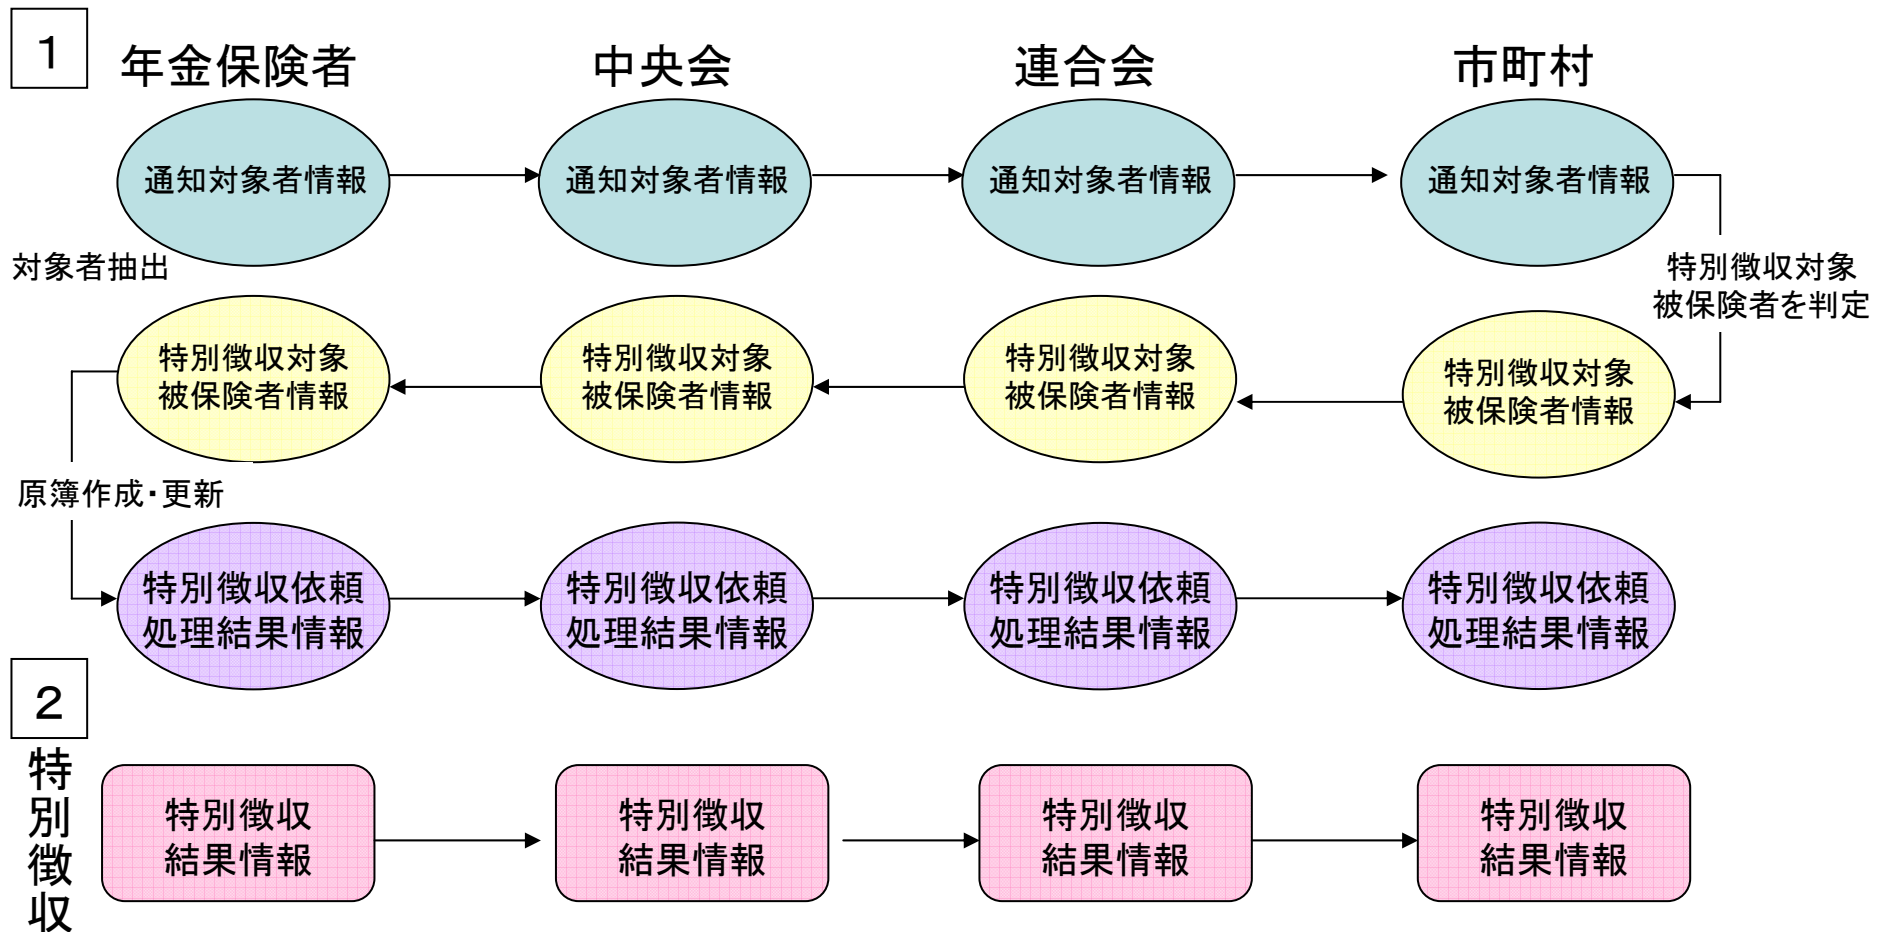 １
年金保険者
中央会
連合会
市町村
通知対象者情報
通知対象者情報
通知対象者情報
通知対象者情報
対象者抽出
特別徴収対象
被保険者を判定
特別徴収対象
被保険者情報
特別徴収対象
被保険者情報
特別徴収対象
被保険者情報
特別徴収対象
被保険者情報
原簿作成・更新
特別徴収依頼
処理結果情報
特別徴収依頼
処理結果情報
特別徴収依頼
処理結果情報
特別徴収依頼
処理結果情報
２
特別徴収
特別徴収
結果情報
特別徴収
結果情報
特別徴収
結果情報
特別徴収
結果情報